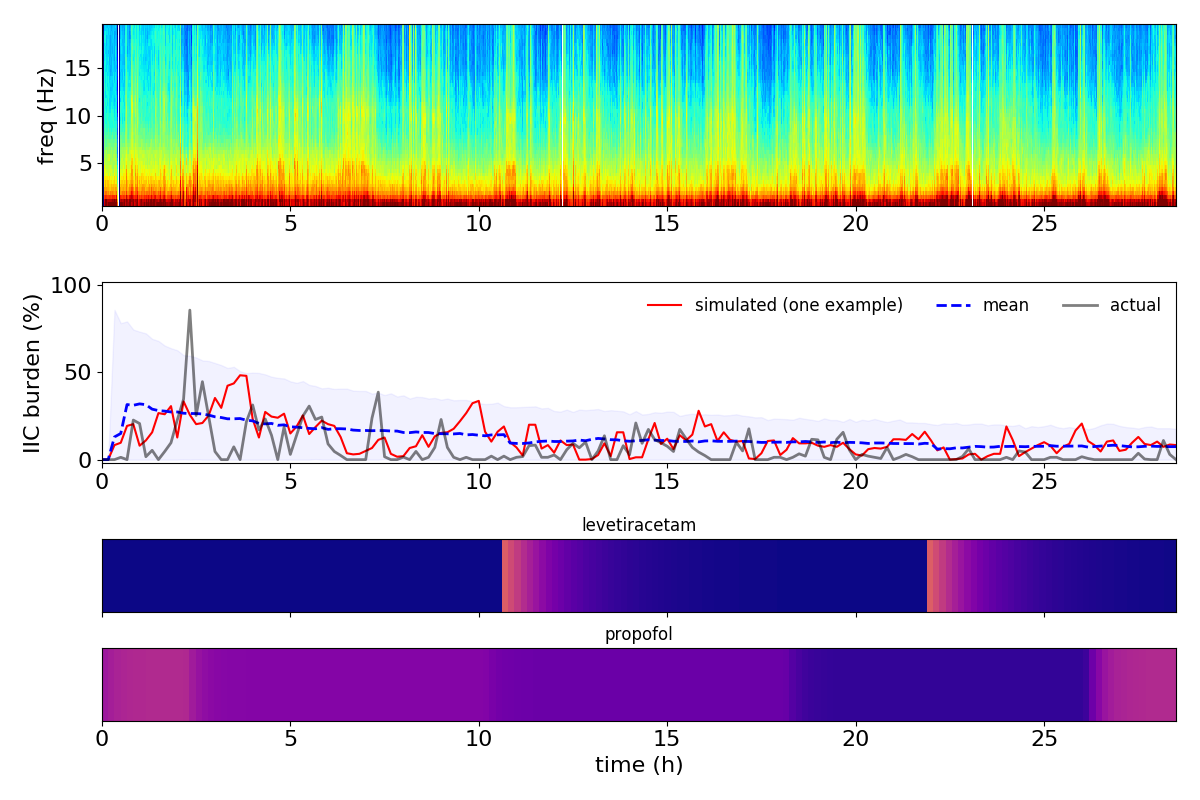 freq (Hz)
15
10
5
0 5 10 15 20 25
IIC burden (%)
100
50
0
simulated (one example) mean actual
0 5 10 15 20 25
levetiracetam
propofol
0 5 10 15 20 25
time (h)